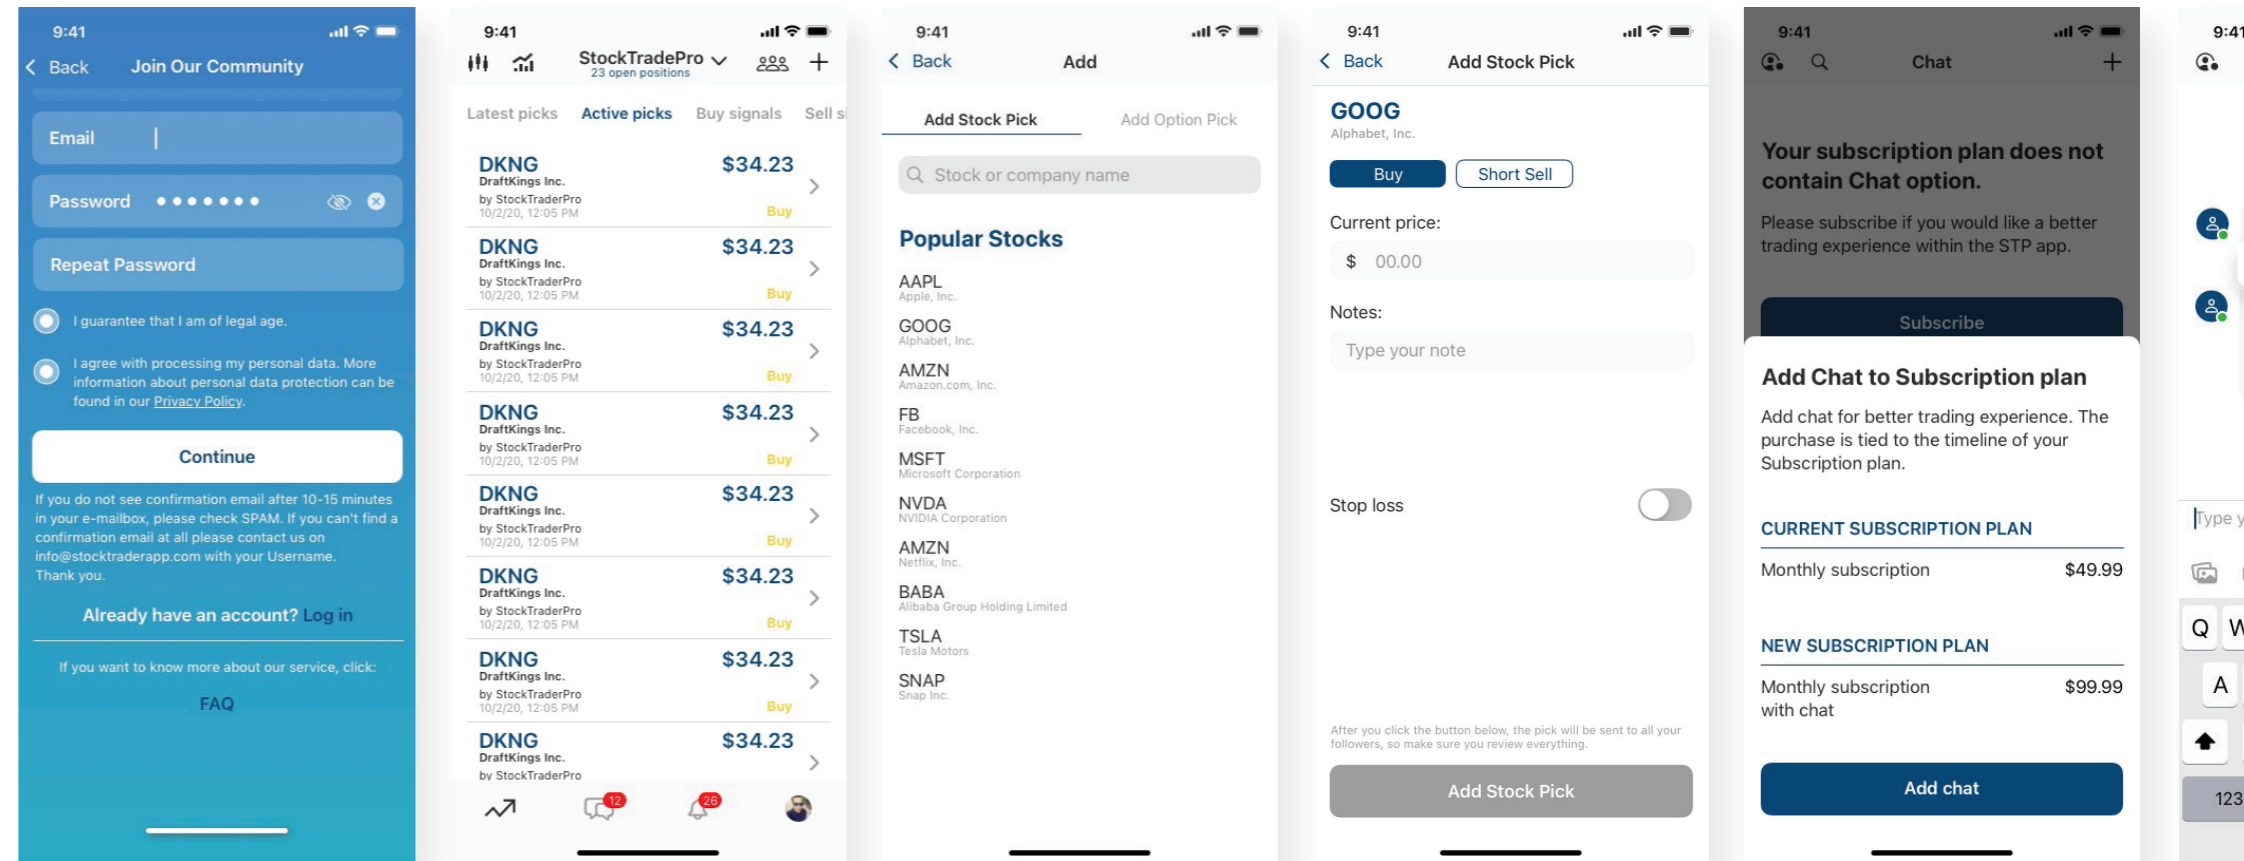 9:41
Back Join Our Community
Email
Password
Repeat Password
I guarantee that I am of legal age.
I agree with processing my personal data. More
information about personal data protection can be
found in our Privacy Policy.
Continue
If you do not see confirmation email after 10-15 minutes
in your e-mailbox, please check SPAM. If you can't find a
confirmation email at all please contact us on
info@stocktraderapp.com with your Username.
Thank you.
Already have an account? Log in
If you want to know more about our service, click:
FAQ
9:41
StockTradePro
23 open positions
Latest picks Active picks Buy signals Sell s
DKNG $34.23
DraftKings Inc.
by StockTraderPro
10/2/20, 12:05 PM Buy
DKNG $34.23
DraftKings Inc.
by StockTraderPro
10/2/20, 12:05 PM Buy
DKNG $34.23
DraftKings Inc.
by StockTraderPro
10/2/20, 12:05 PM Buy
DKNG $34.23
DraftKings Inc.
by StockTraderPro
10/2/20, 12:05 PM Buy
DKNG $34.23
DraftKings Inc.
by StockTraderPro
10/2/20, 12:05 PM Buy
DKNG $34.23
DraftKings Inc.
by StockTraderPro
10/2/20, 12:05 PM Buy
DKNG $34.23
DraftKings Inc.
by StockTraderPro
10/2/20, 12:05 PM Buy
DKNG $34.23
DraftKings Inc.
by StockTraderPro
12 26
9:41
Back Add
Add Stock Pick Add Option Pick
Stock or company name
Popular Stocks
AAPL
Apple, Inc.
GOOG
Alphabet, Inc.
AMZN
Amazon.com, Inc.
FB
Facebook, Inc.
MSFT
Microsoft Corporation
NVDA
NVIDIA Corporation
AMZN
Netflix, Inc.
BABA
Alibaba Group Holding Limited
TSLA
Tesla Motors
SNAP
Snap Inc.
9:41
Back Add Stock Pick
GOOG
Alphabet, Inc.
Buy Short Sell
Current price:
$ 00.00
Notes:
Type your note
Stop loss
After you click the button below, the pick will be sent to all your
followers, so make sure you review everything.
Add Stock Pick
9:41
Chat
Your subscription plan does not
contain Chat option.
Please subscribe if you would like a better
trading experience within the STP app.
Subscribe
Add Chat to Subscription plan
Add chat for better trading experience. The
purchase is tied to the timeline of your
Subscription plan.
CURRENT SUBSCRIPTION PLAN
Monthly subscription $49.99
NEW SUBSCRIPTION PLAN
Monthly subscription $99.99
with chat
Add chat
9:41
Type y
Q W
A
123